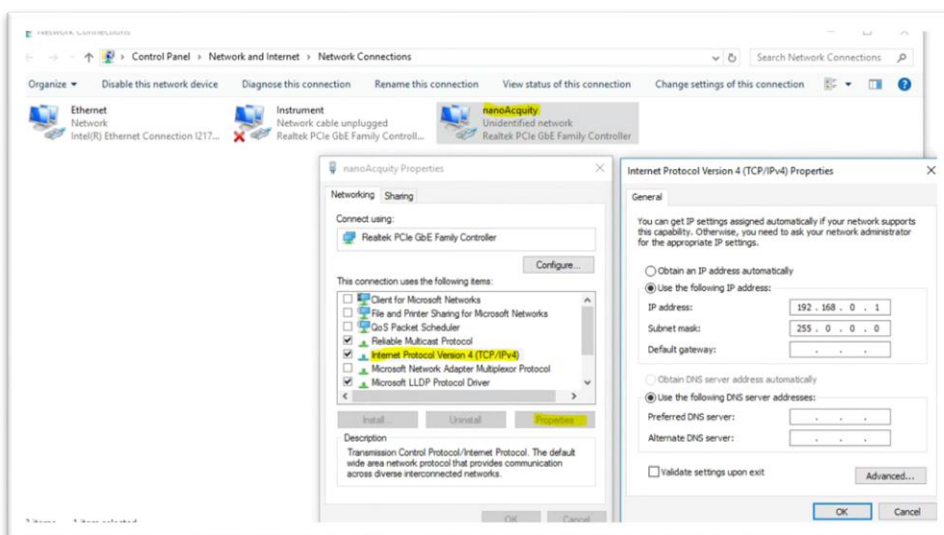 Network Connections
Control Panel > Network and Internet > Network Connections
Search Network Connections
Organize
Disable this network device
Diagnose this connection
Rename this connection
View status of this connection
Change settings of this connection
Ethernet
Network
Intel(R) Ethernet Connection I217...
Instrument
Network cable unplugged
Realtek PCIe GbE Family Controll...
nanoAcquity
Unidentified network
Realtek PCIe GbE Family Controller
nanoAcquity Properties
Networking
Sharing
Connect using:
Realtek PCIe GbE Family Controller
Configure...
This connection uses the following items:
Client for Microsoft Networks
File and Printer Sharing for Microsoft Networks
QoS Packet Scheduler
Reliable Multicast Protocol
Internet Protocol Version 4 (TCP/IPv4)
Microsoft Network Adapter Multiplexor Protocol
Microsoft LLDP Protocol Driver
Install...
Uninstall
Properties
Description
Transmission Control Protocol/Internet Protocol. The default
wide area network protocol that provides communication
across diverse interconnected networks.
OK
Cancel
Internet Protocol Version 4 (TCP/IPv4) Properties
General
You can get IP settings assigned automatically if your network supports
this capability. Otherwise, you need to ask your network administrator
for the appropriate IP settings.
Obtain an IP address automatically
Use the following IP address:
IP address: 192 . 168 . 0 . 1
Subnet mask: 255 . 0 . 0 . 0
Default gateway: . . .
Obtain DNS server address automatically
Use the following DNS server addresses:
Preferred DNS server: . . .
Alternate DNS server: . . .
Validate settings upon exit
Advanced...
OK
Cancel
1 item selected